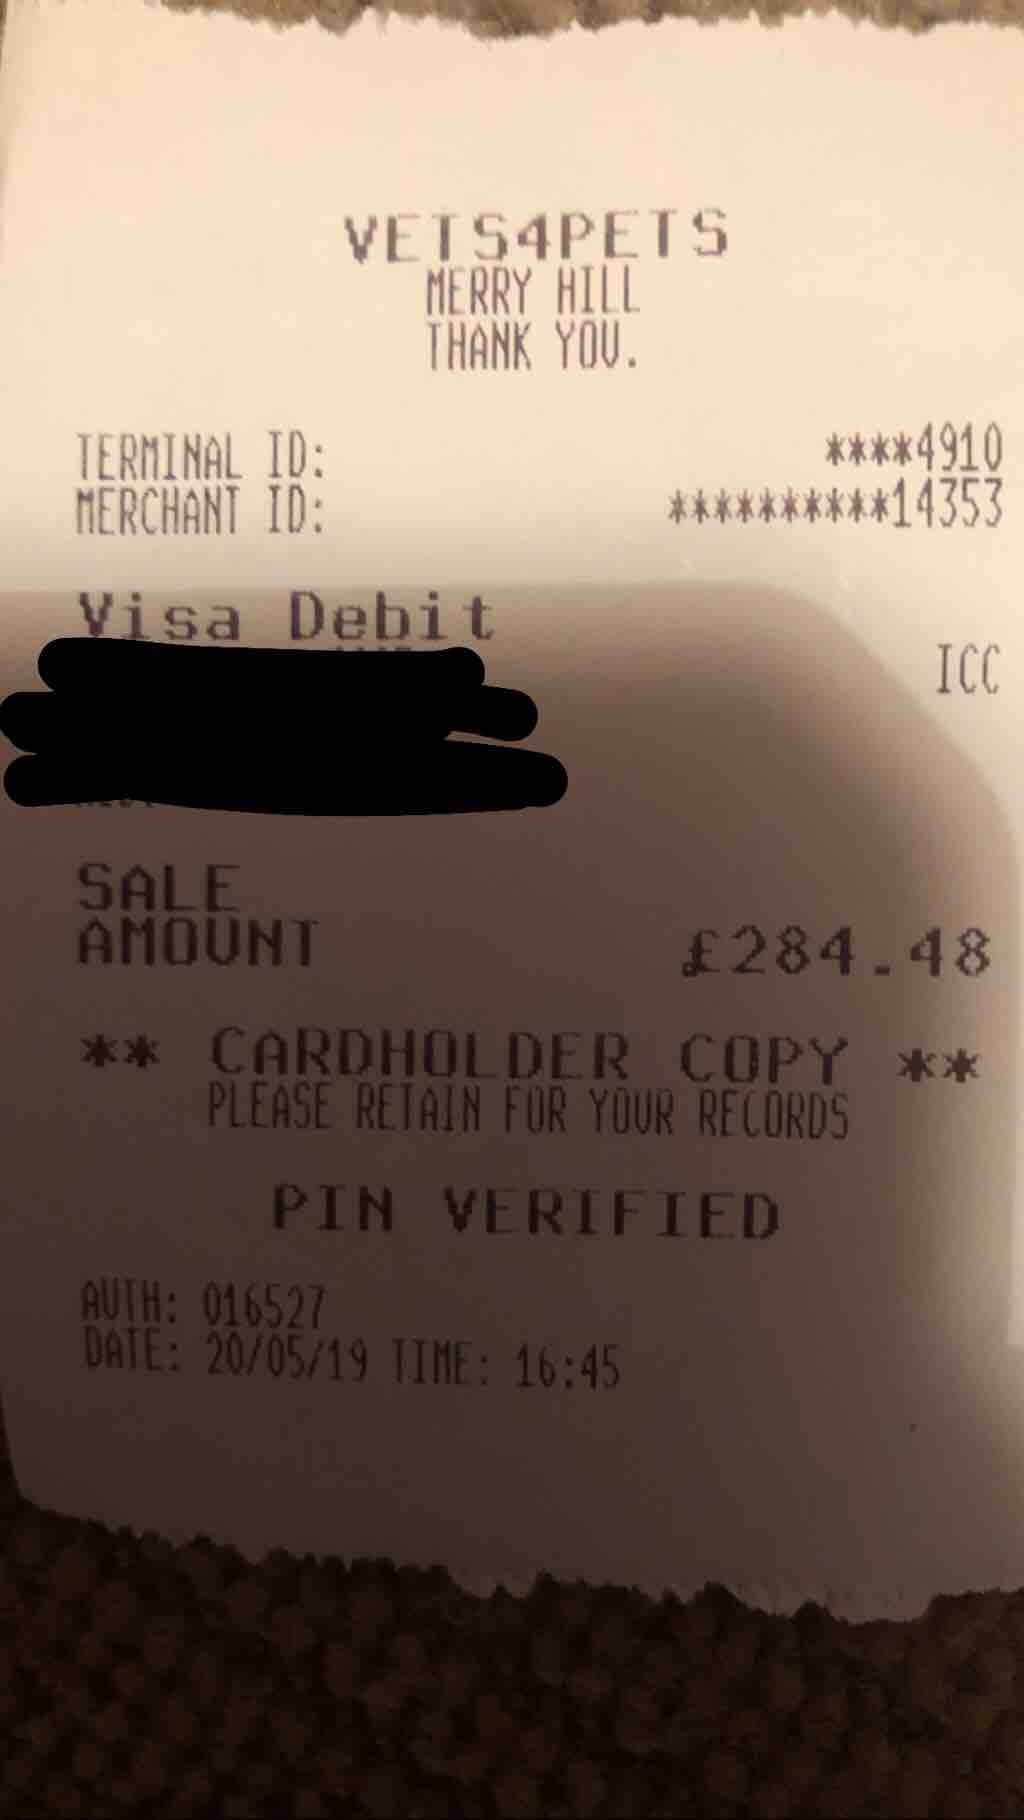 VETS4PETS
MERRY HILL
THANK YOU.
TERMINAL ID: ****4910
MERCHANT ID: **********14353
Visa Debit
ICC
SALE
AMOUNT £284.48
** CARDHOLDER COPY **
PLEASE RETAIN FOR YOUR RECORDS
PIN VERIFIED
AUTH: 016527
DATE: 20/05/19 TIME: 16:45